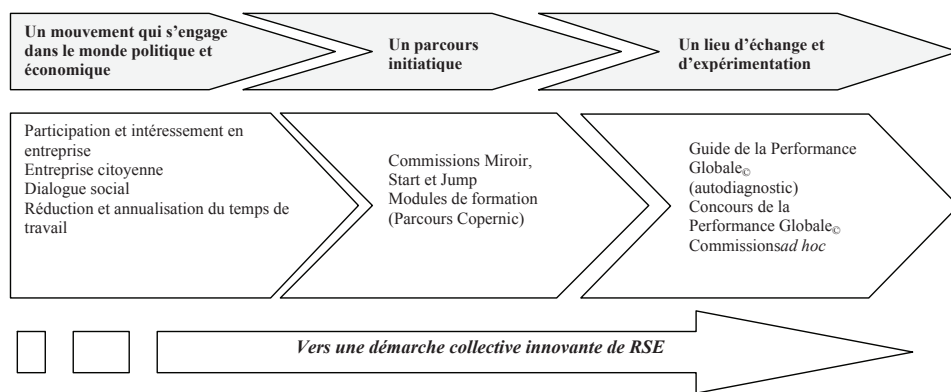 Un mouvement qui s’engage
dans le monde politique et
économique
Un parcours
initiatique
Un lieu d’échange et
d’expérimentation
Participation et intéressement en
entreprise
Entreprise citoyenne
Dialogue social
Réduction et annualisation du temps de
travail
Commissions Miroir,
Start et Jump
Modules de formation
(Parcours Copernic)
Guide de la Performance
Globale©
(autodiagnostic)
Concours de la
Performance Globale©
Commissionsad hoc
Vers une démarche collective innovante de RSE